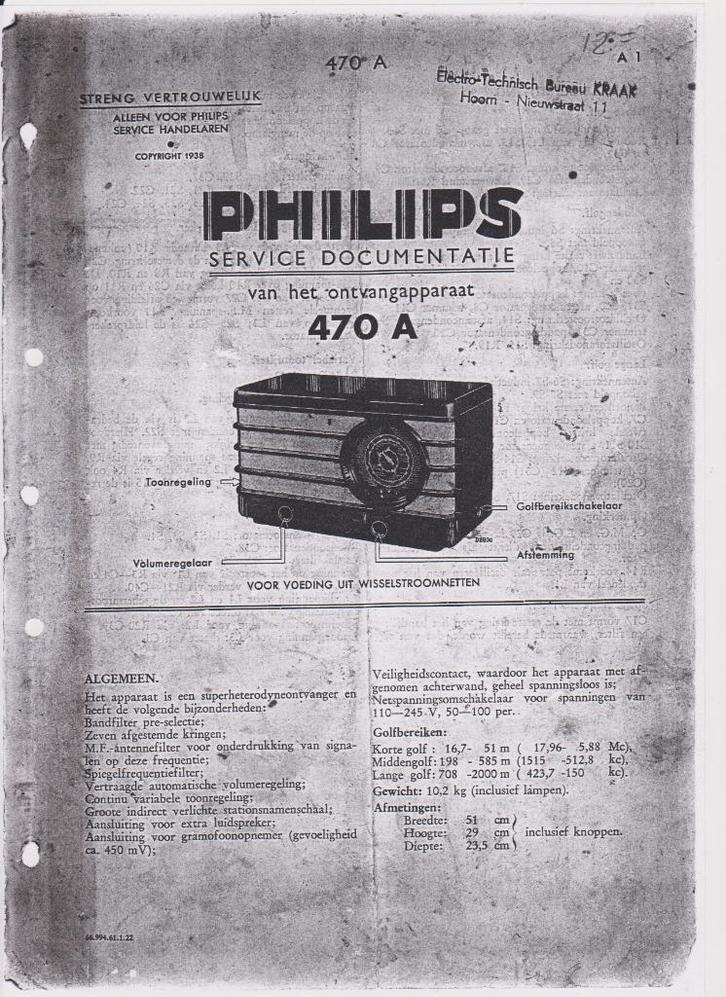 470 A
12.=
A 1
Electro-Technisch Bureau KRAAK
Hoorn - Nieuwstraat 11
STRENG VERTROUWELIJK
ALLEEN VOOR PHILIPS
SERVICE HANDELAREN
COPYRIGHT 1938
PHILIPS
SERVICE DOCUMENTATIE
van het ontvangapparaat
470 A
Toonregeling
Golfbereikschakelaar
Volumeregelaar
Afstemming
VOOR VOEDING UIT WISSELSTROOMNETTEN
ALGEMEEN.
Het apparaat is een superheterodyneontvanger en
heeft de volgende bijzonderheden:
Bandfilter pre-selectie;
Zeven afgestemde kringen;
M.F.-antennefilter voor onderdrukking van signa-
len op deze frequentie;
Spiegelfrequentiefilter;
Vertraagde automatische volumeregeling;
Continu variabele toonregeling;
Groote indirect verlichte stationsnamenschaal;
Aansluiting voor extra luidspreker;
Aansluiting voor gramofoonopnemer (gevoeligheid
ca. 450 mV);
Veiligheidscontact, waardoor het apparaat met af-
genomen achterwand, geheel spanningsloos is;
Netspanningsomschakelaar voor spanningen van
110—245 V, 50—100 per..
Golfbereiken:
Korte golf : 16,7- 51 m ( 17,96- 5,88 Mc),
Middengolf: 198 - 585 m (1515 -512,8 kc),
Lange golf: 708 -2000 m ( 423,7 -150 kc).
Gewicht: 10,2 kg (inclusief lampen).
Afmetingen:
Breedte: 51 cm
Hoogte: 29 cm } inclusief knoppen.
Diepte: 23,5 cm
66.994.61.1.22